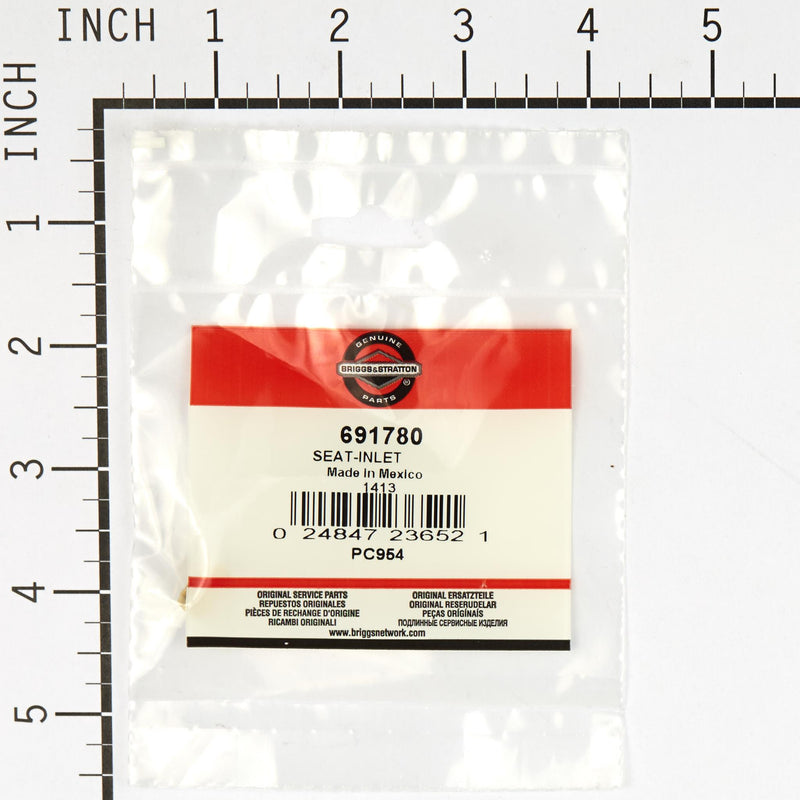 INCH 1 2 3 4 5
INCH
1
2
3
4
5
GENUINE
BRIGGS&STRATTON
®
PARTS
691780
SEAT-INLET
Made in Mexico
1413
0 24847 23652 1
PC954
ORIGINAL SERVICE PARTS
REPUESTOS ORIGINALES
PIÈCES DE RECHANGE D'ORIGINE
RICAMBI ORIGINALI
ORIGINAL ERSATZTEILE
ORIGINAL RESERUDELAR
PEÇAS ORIGÍNAIS
ПОДЛИННЫЕ СЕРВИСНЫЕ ИЗДЕЛИЯ
www.briggsnetwork.com